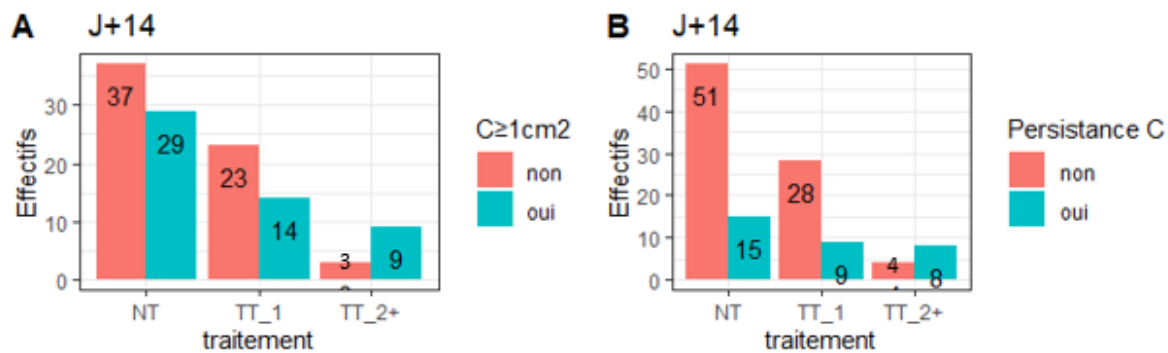 A J+14
30
20
10
0
Effectifs
37
29
23
14
3
9
NT
TT_1
TT_2+
traitement
C≥1cm2
non
oui
B J+14
50
40
30
20
10
0
Effectifs
51
15
28
9
4
8
NT
TT_1
TT_2+
traitement
Persistance C
non
oui